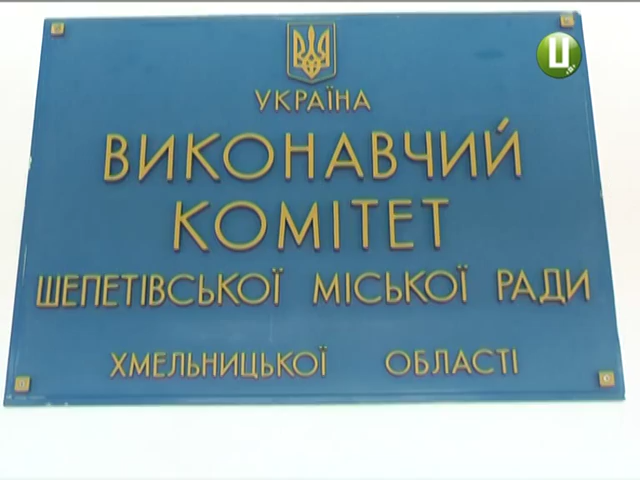 Ц
УКРАЇНА
ВИКОНАВЧИЙ
КОМІТЕТ
ШЕПЕТІВСЬКОЇ МІСЬКОЇ РАДИ
ХМЕЛЬНИЦЬКОЇ ОБЛАСТІ